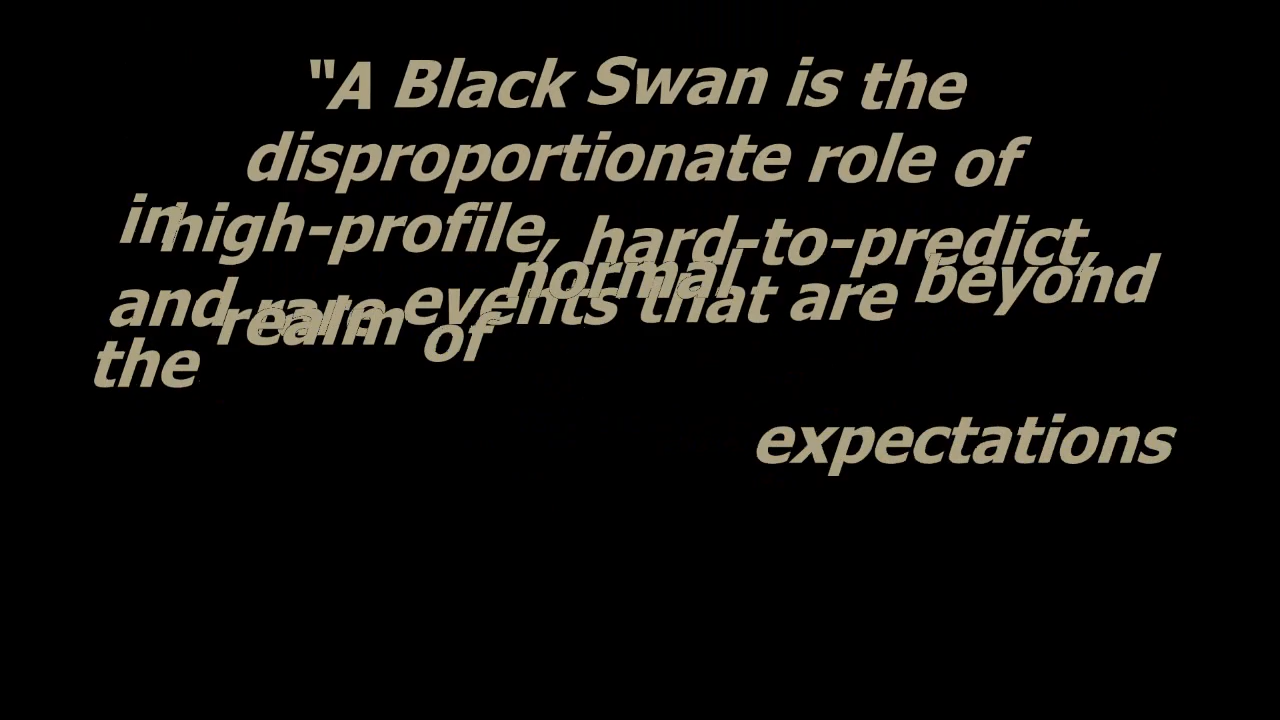 "A Black Swan is the
disproportionate role of
high-profile, hard-to-predict,
and rare events that are beyond
the realm of normal
expectations in